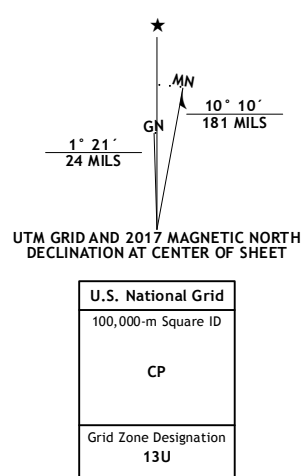 MN
GN
10° 10´
181 MILS
1° 21´
24 MILS
UTM GRID AND 2017 MAGNETIC NORTH
DECLINATION AT CENTER OF SHEET
U.S. National Grid
100,000-m Square ID
CP
Grid Zone Designation
13U